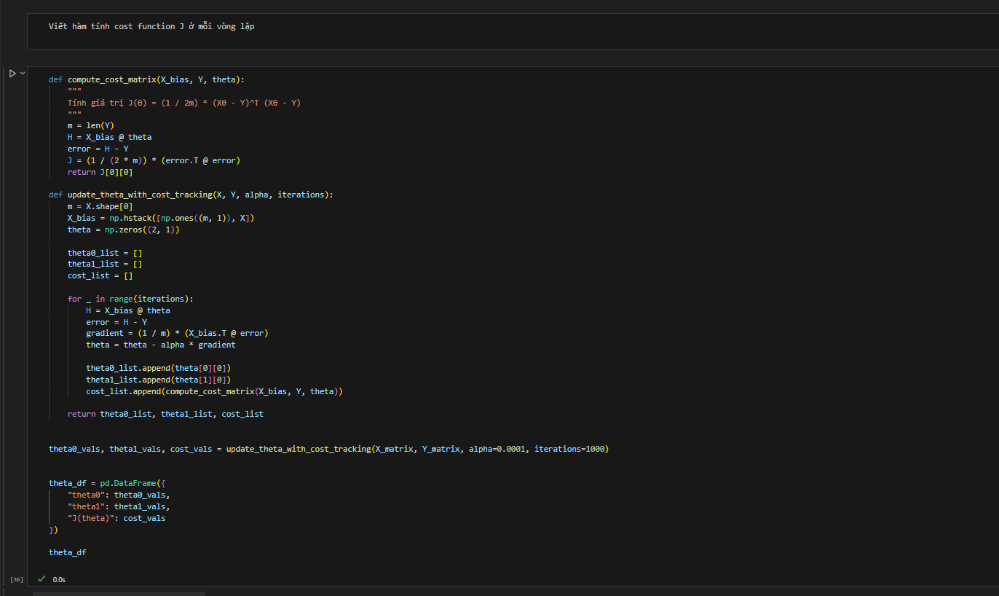 Viết hàm tính cost function J ở mỗi vòng lặp
def compute_cost_matrix(X_bias, Y, theta):
"""
Tính giá trị J(θ) = (1 / 2m) * (Xθ - Y)^T (Xθ - Y)
"""
m = len(Y)
H = X_bias @ theta
error = H - Y
J = (1 / (2 * m)) * (error.T @ error)
return J[0][0]
def update_theta_with_cost_tracking(X, Y, alpha, iterations):
m = X.shape[0]
X_bias = np.hstack([np.ones((m, 1)), X])
theta = np.zeros((2, 1))
theta0_list = []
theta1_list = []
cost_list = []
for _ in range(iterations):
H = X_bias @ theta
error = H - Y
gradient = (1 / m) * (X_bias.T @ error)
theta = theta - alpha * gradient
theta0_list.append(theta[0][0])
theta1_list.append(theta[1][0])
cost_list.append(compute_cost_matrix(X_bias, Y, theta))
return theta0_list, theta1_list, cost_list
theta0_vals, theta1_vals, cost_vals = update_theta_with_cost_tracking(X_matrix, Y_matrix, alpha=0.0001, iterations=1000)
theta_df = pd.DataFrame({
"theta0": theta0_vals,
"theta1": theta1_vals,
"J(theta)": cost_vals
})
theta_df
[36] 0.0s